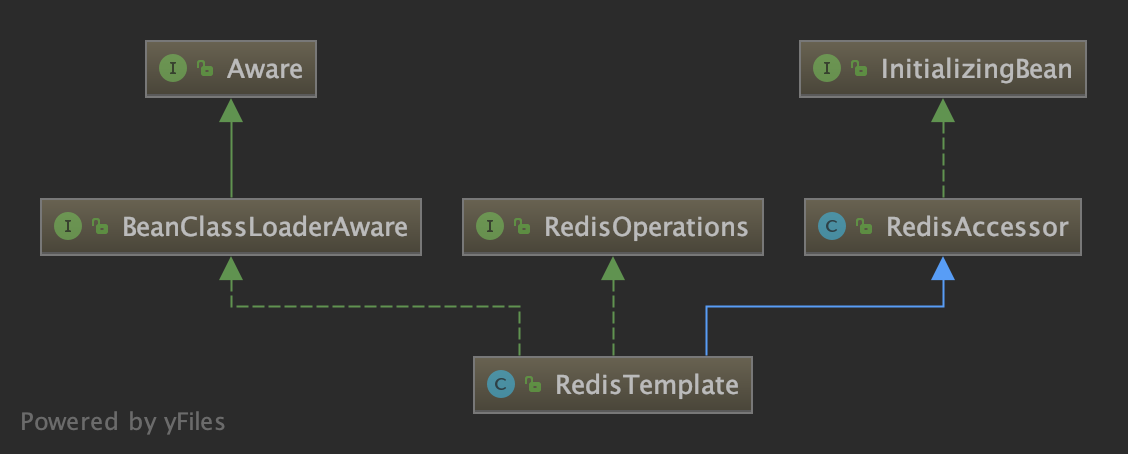 I Aware
I InitializingBean
I BeanClassLoaderAware
I RedisOperations
C RedisAccessor
C RedisTemplate
Powered by yFiles